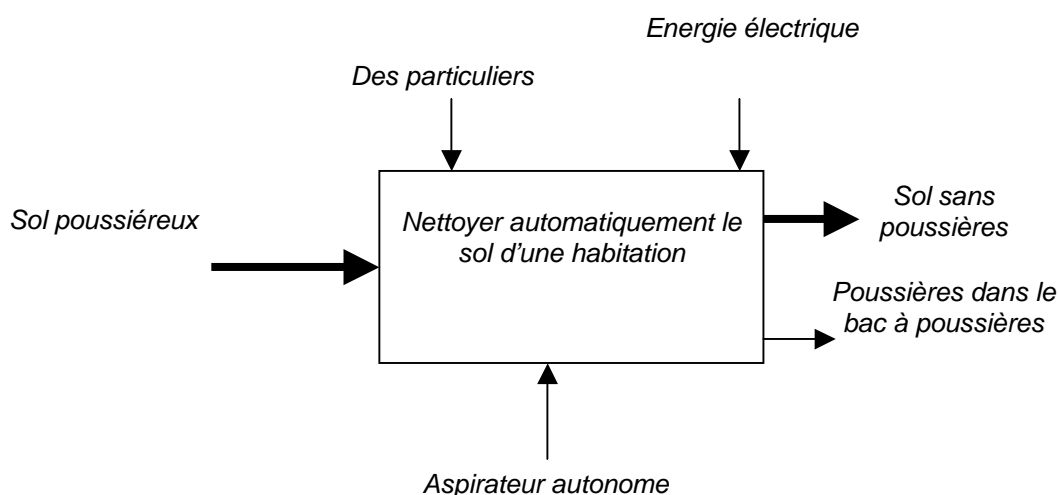 Energie électrique
Des particuliers
Sol poussiéreux
Nettoyer automatiquement le
sol d'une habitation
Sol sans
poussières
Poussières dans le
bac à poussières
Aspirateur autonome